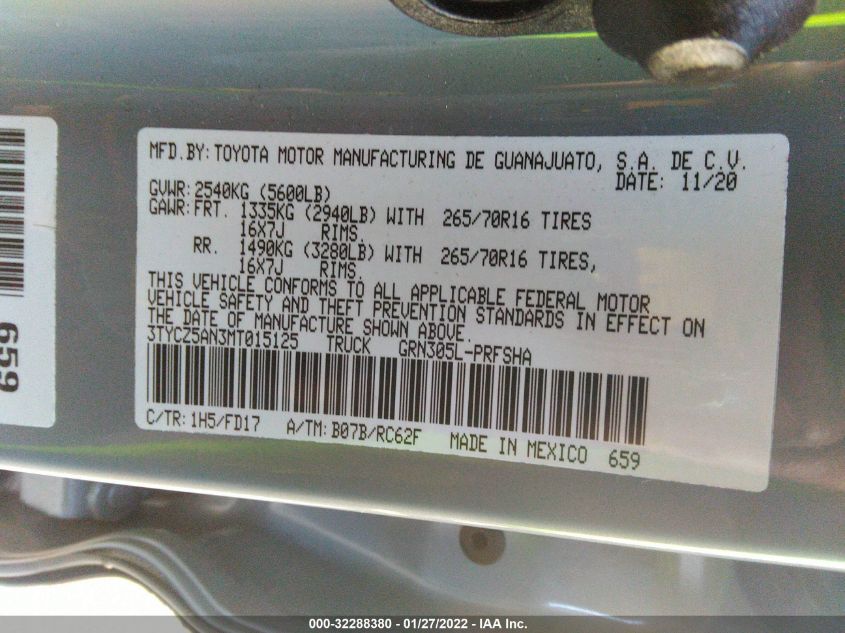 MFD.BY: TOYOTA MOTOR MANUFACTURING DE GUANAJUATO, S.A. DE C.V.
DATE: 11/20
GVWR: 2540KG (5600LB)
GAWR: FRT. 1335KG (2940LB) WITH 265/70R16 TIRES
16X7J RIMS.
RR. 1490KG (3280LB) WITH 265/70R16 TIRES,
16X7J RIMS.
THIS VEHICLE CONFORMS TO ALL APPLICABLE FEDERAL MOTOR
VEHICLE SAFETY AND THEFT PREVENTION STANDARDS IN EFFECT ON
THE DATE OF MANUFACTURE SHOWN ABOVE.
3TYCZ5AN3MT015125 TRUCK GRN305L-PRFSHA
C/TR: 1H5/FD17 A/TM: B07B/RC62F MADE IN MEXICO 659
659
000-32288380 — 01/27/2022 — IAA Inc.